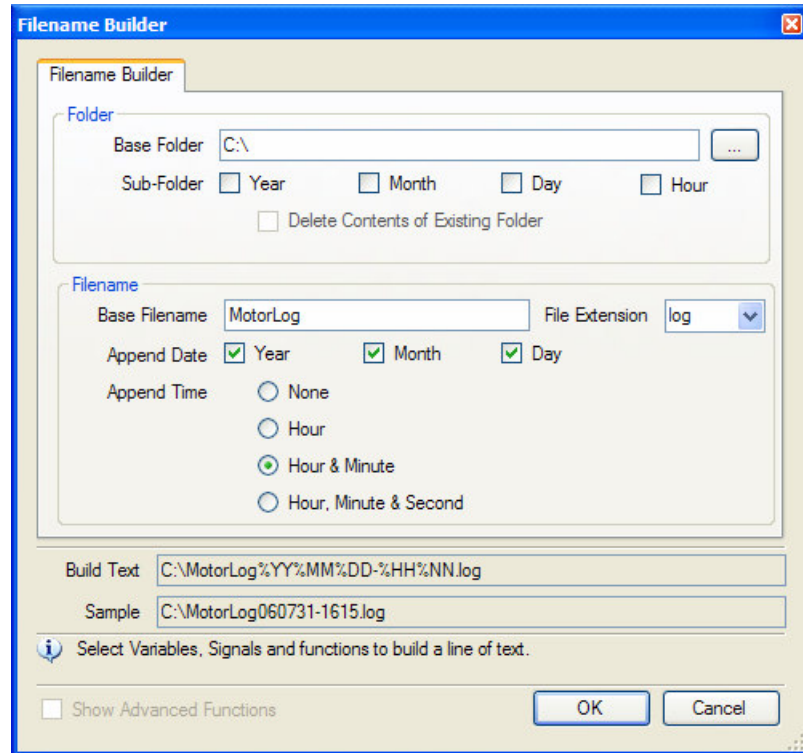 Filename Builder
Filename Builder
Folder
Base Folder C:\ ...
Sub-Folder Year Month Day Hour
Delete Contents of Existing Folder
Filename
Base Filename MotorLog File Extension log
Append Date Year Month Day
Append Time None
Hour
Hour & Minute
Hour, Minute & Second
Build Text C:\MotorLog%YY%MM%DD-%HH%NN.log
Sample C:\MotorLog060731-1615.log
Select Variables, Signals and functions to build a line of text.
Show Advanced Functions OK Cancel